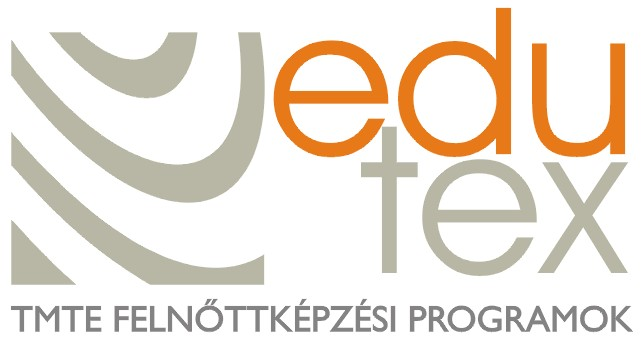 edu
tex
TMTE FELNŐTTKÉPZÉSI PROGRAMOK